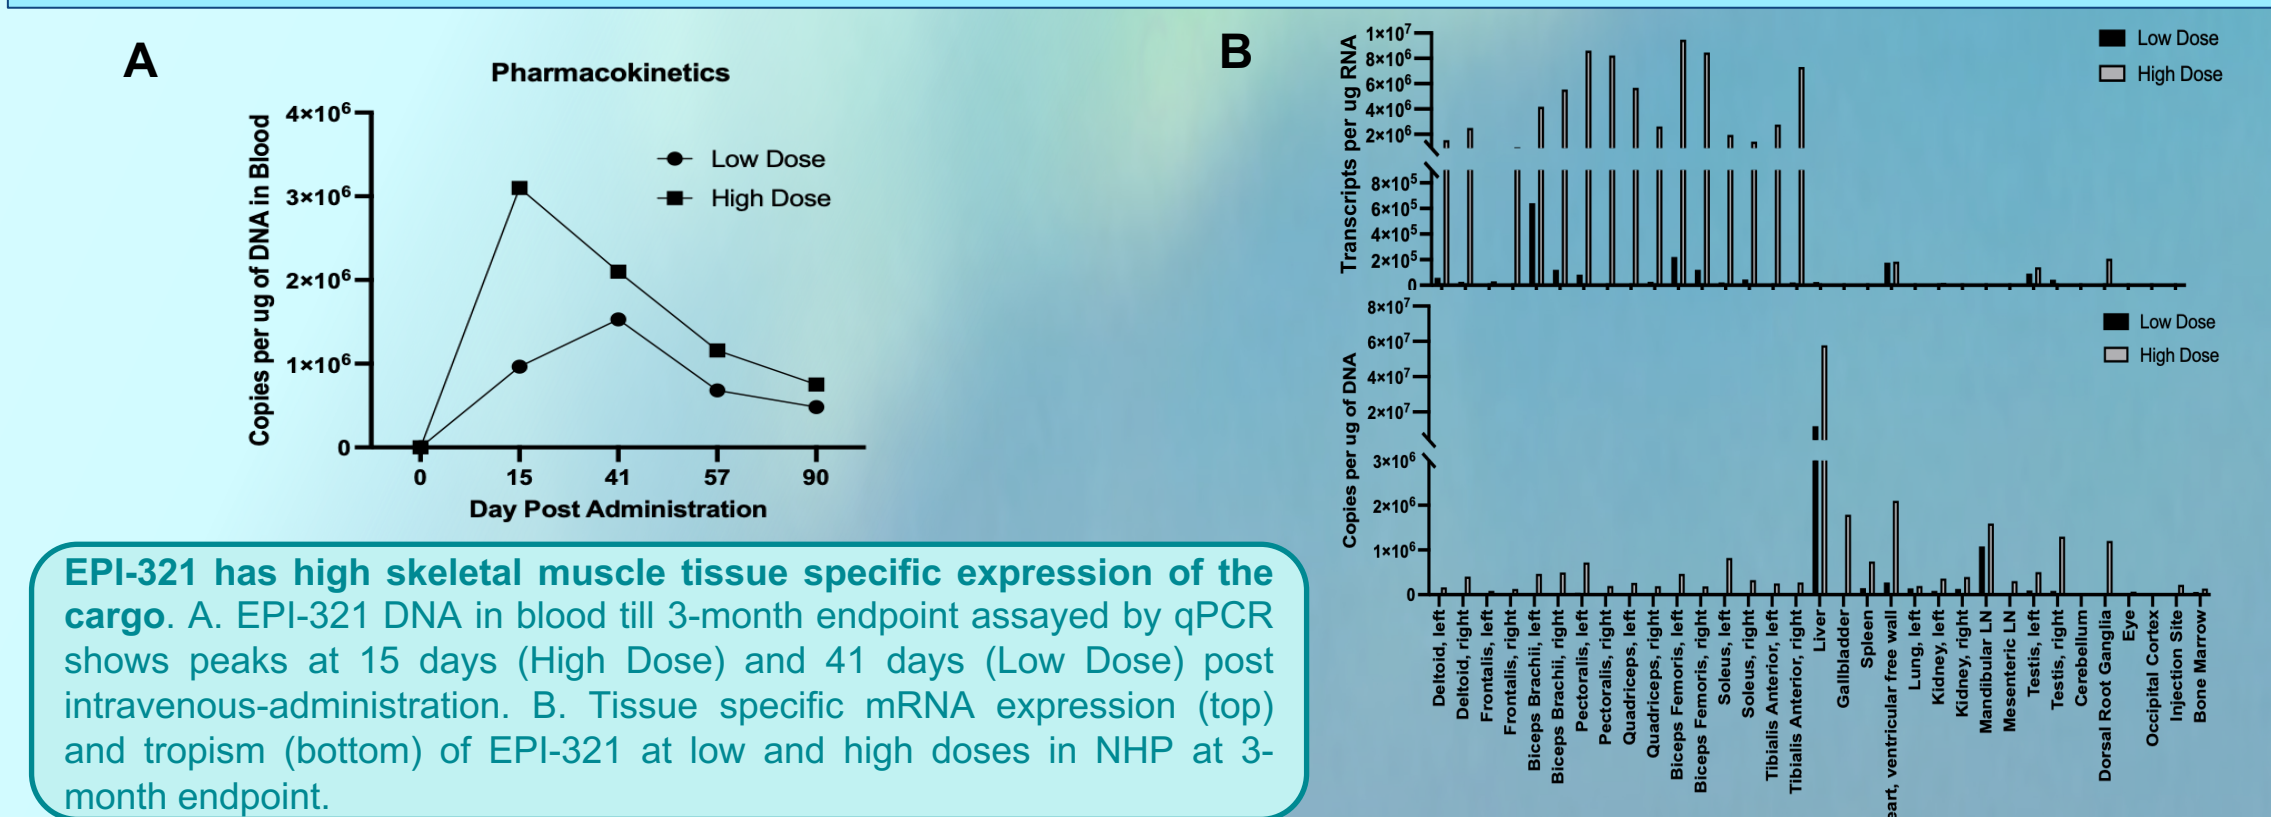 A
Pharmacokinetics
Copies per ug of DNA in Blood
4×10⁶
3×10⁶
2×10⁶
1×10⁶
0
Low Dose
High Dose
0 15 41 57 90
Day Post Administration
B
Transcripts per ug RNA
1×10⁷
8×10⁶
6×10⁶
4×10⁶
2×10⁶
8×10⁵
6×10⁵
4×10⁵
2×10⁵
0
Low Dose
High Dose
Copies per ug of DNA
8×10⁷
6×10⁷
4×10⁷
2×10⁷
3×10⁶
2×10⁶
1×10⁶
0
Low Dose
High Dose
Deltoid, left
Deltoid, right
Frontalis, left
Frontalis, right
Biceps Brachii, left
Biceps Brachii, right
Pectoralis, left
Pectoralis, right
Quadriceps, left
Quadriceps, right
Biceps Femoris, left
Biceps Femoris, right
Soleus, left
Soleus, right
Tibialis Anterior, left
Tibialis Anterior, right
Liver
Gallbladder
Spleen
eart, ventricular free wall
Lung, left
Kidney, left
Kidney, right
Mandibular LN
Mesenteric LN
Testis, left
Testis, right
Cerebellum
Dorsal Root Ganglia
Eye
Occipital Cortex
Injection Site
Bone Marrow
EPI-321 has high skeletal muscle tissue specific expression of the
cargo. A. EPI-321 DNA in blood till 3-month endpoint assayed by qPCR
shows peaks at 15 days (High Dose) and 41 days (Low Dose) post
intravenous-administration. B. Tissue specific mRNA expression (top)
and tropism (bottom) of EPI-321 at low and high doses in NHP at 3-
month endpoint.